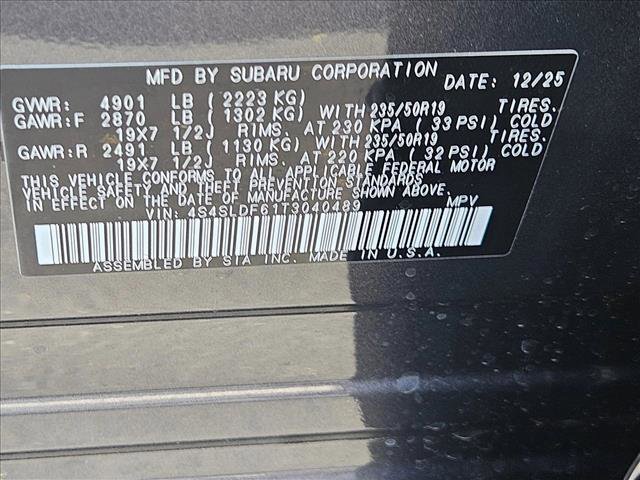 MFD BY SUBARU CORPORATION DATE: 12/25
GVWR: 4901 LB (2223 KG)
GAWR:F 2870 LB (1302 KG) WITH 235/50R19 TIRES.
19X7 1/2J RIMS. AT 230 KPA (33 PSI) COLD
GAWR:R 2491 LB (1130 KG) WITH 235/50R19 TIRES.
19X7 1/2J RIMS. AT 220 KPA (32 PSI) COLD
THIS VEHICLE CONFORMS TO ALL APPLICABLE FEDERAL MOTOR
VEHICLE SAFETY AND THEFT PREVENTION STANDARDS
IN EFFECT ON THE DATE OF MANUFACTURE SHOWN ABOVE.
VIN: 4S4SLDF61T3040489 MPV
ASSEMBLED BY SIA INC. MADE IN U.S.A.